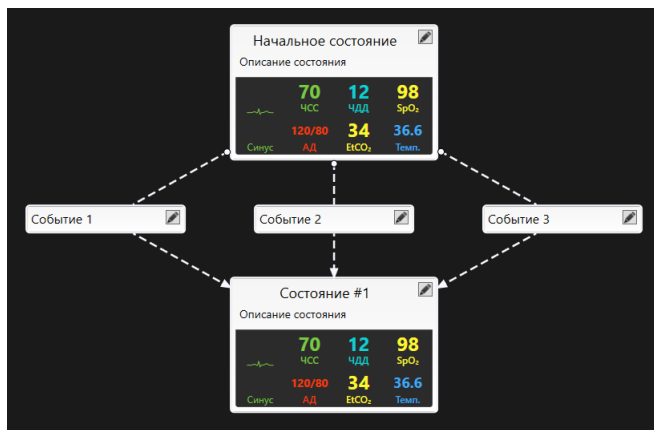 Начальное состояние
Описание состояния
70 12 98
ЧСС ЧДД SpO₂
120/80 34 36.6
Синус АД EtCO₂ Темп.
Событие 1 Событие 2 Событие 3
Состояние #1
Описание состояния
70 12 98
ЧСС ЧДД SpO₂
120/80 34 36.6
Синус АД EtCO₂ Темп.